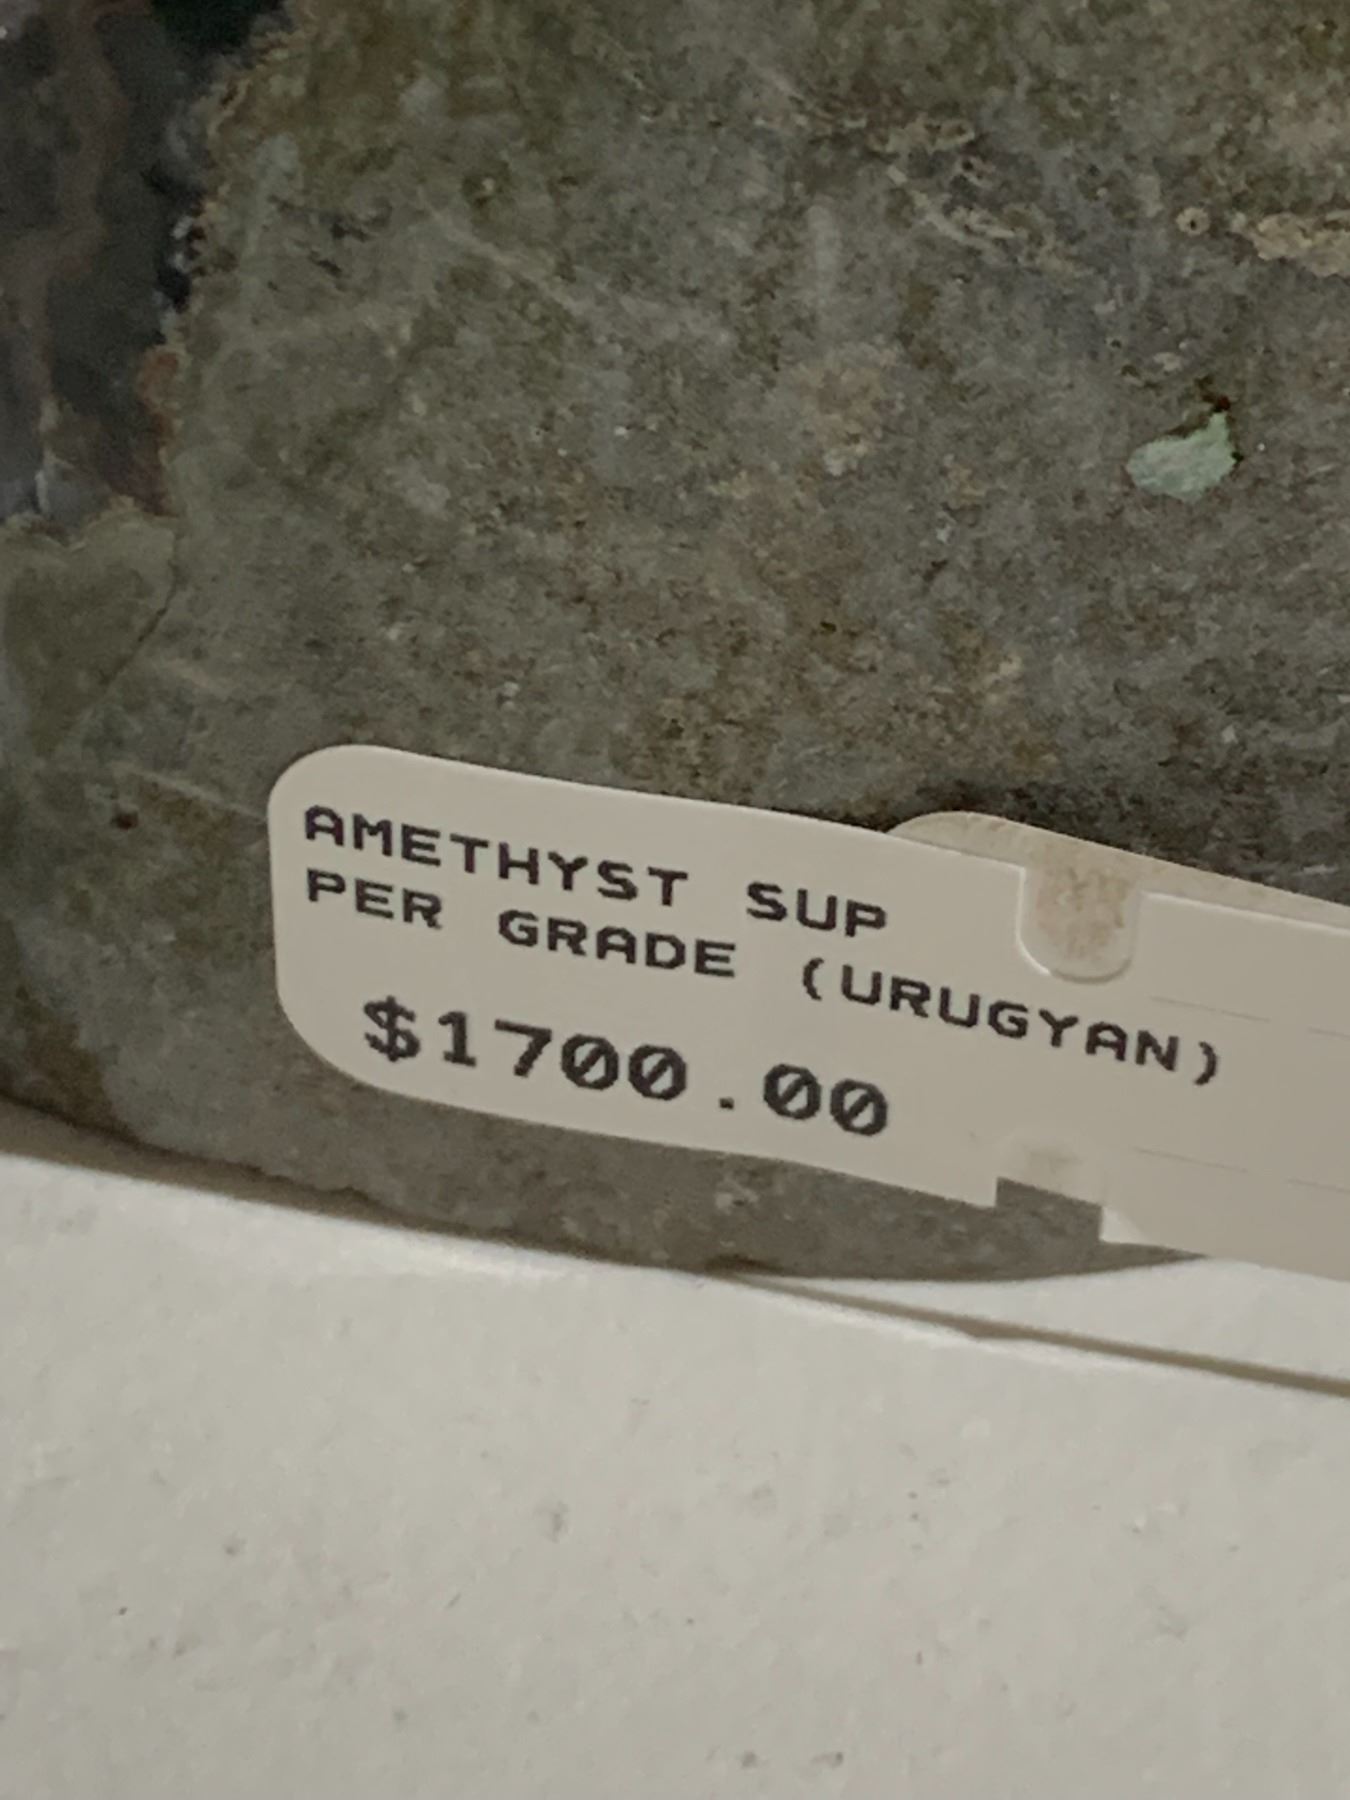 AMETHYST SUP
PER GRADE (URUGYAN)
$1700.00